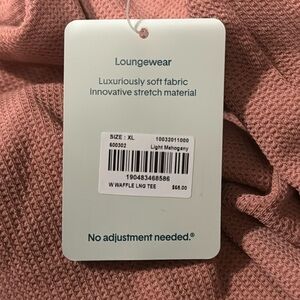 Loungewear
Luxuriously soft fabric
Innovative stretch material
SIZE : XL 10032011000
600302 Light Mahogany
190483468586
W WAFFLE LNG TEE $68.00
No adjustment needed.®